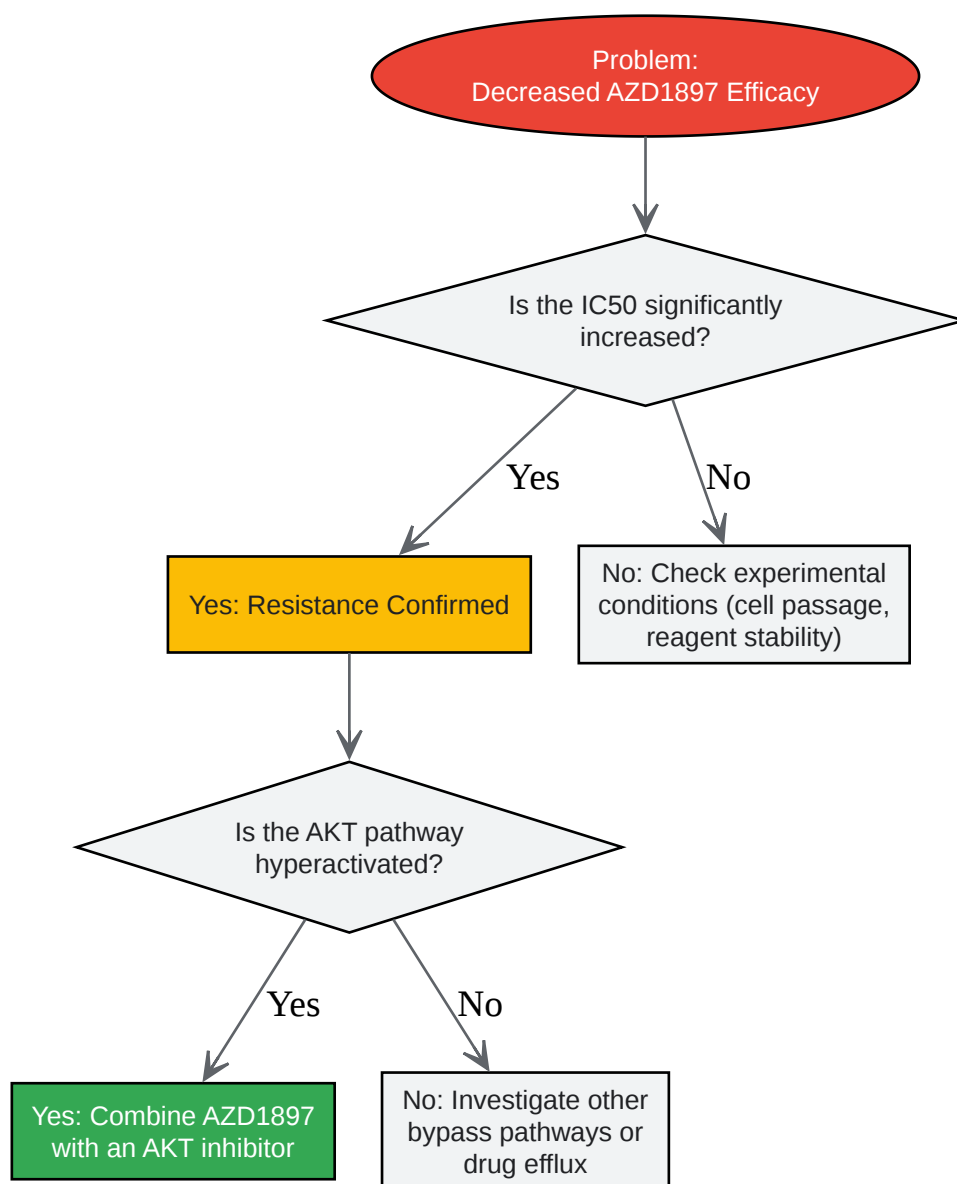 Problem:
Decreased AZD1897 Efficacy
Is the IC50 significantly
increased?
Yes
No
Yes: Resistance Confirmed
No: Check experimental
conditions (cell passage,
reagent stability)
Is the AKT pathway
hyperactivated?
Yes
No
Yes: Combine AZD1897
with an AKT inhibitor
No: Investigate other
bypass pathways or
drug efflux